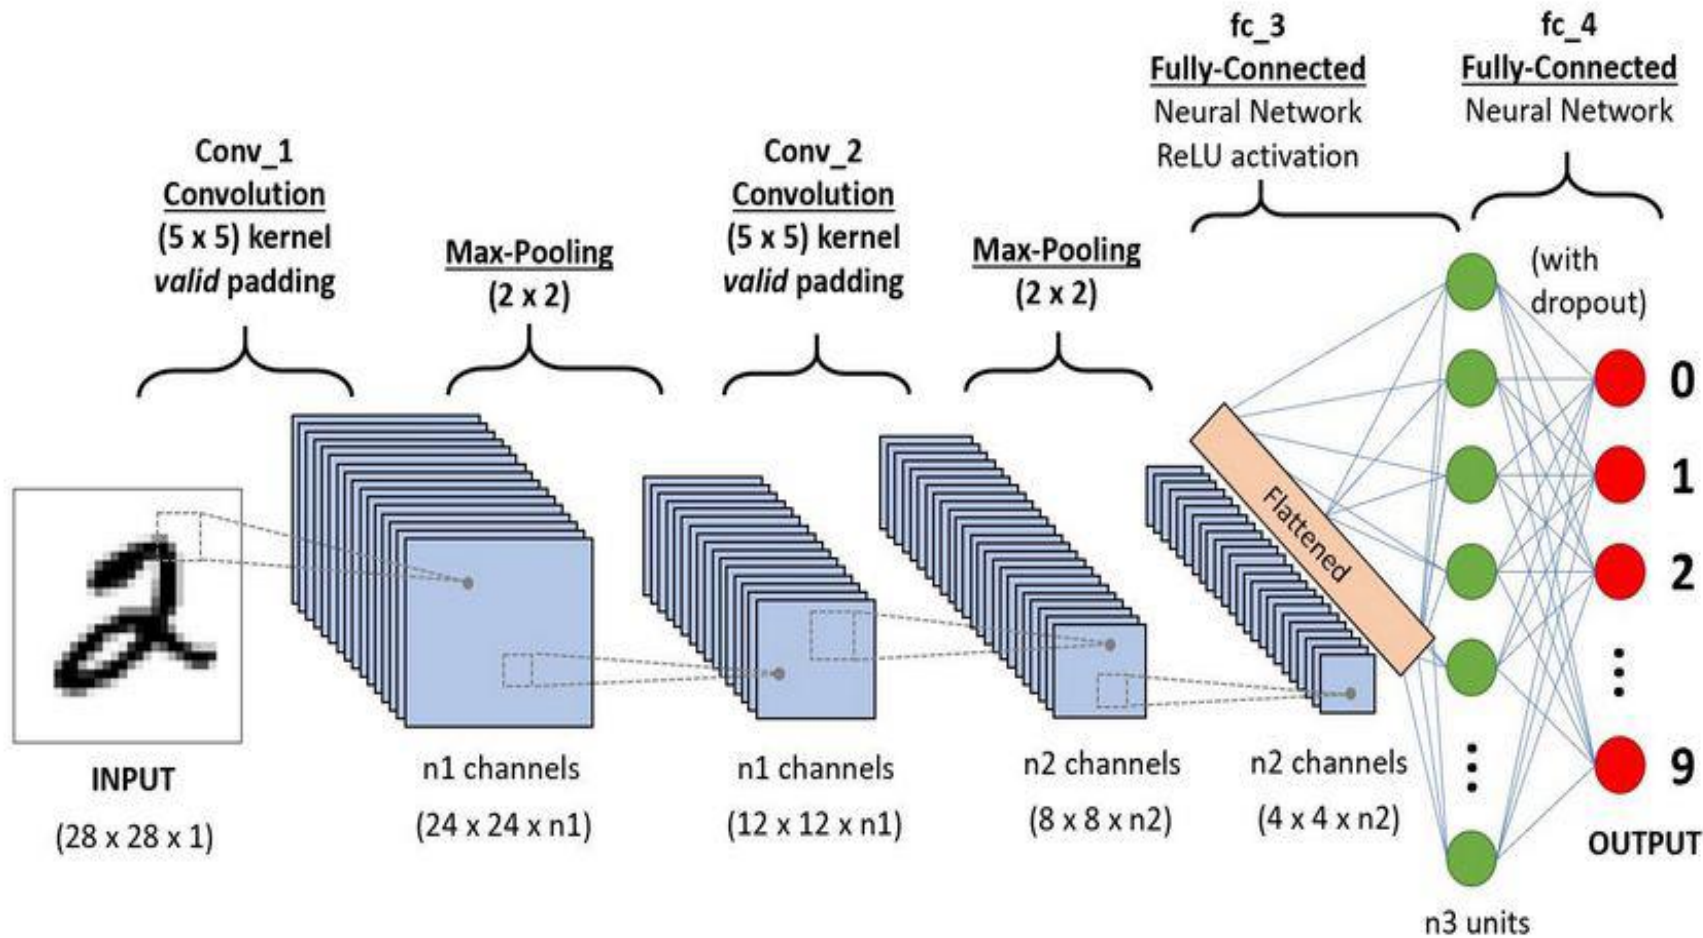 Conv_1
Convolution
(5 x 5) kernel
valid padding
Max-Pooling
(2 x 2)
Conv_2
Convolution
(5 x 5) kernel
valid padding
Max-Pooling
(2 x 2)
fc_3
Fully-Connected
Neural Network
ReLU activation
fc_4
Fully-Connected
Neural Network
(with
dropout)
Flattened
0
1
2
9
OUTPUT
INPUT
(28 x 28 x 1)
n1 channels
(24 x 24 x n1)
n1 channels
(12 x 12 x n1)
n2 channels
(8 x 8 x n2)
n2 channels
(4 x 4 x n2)
n3 units
2